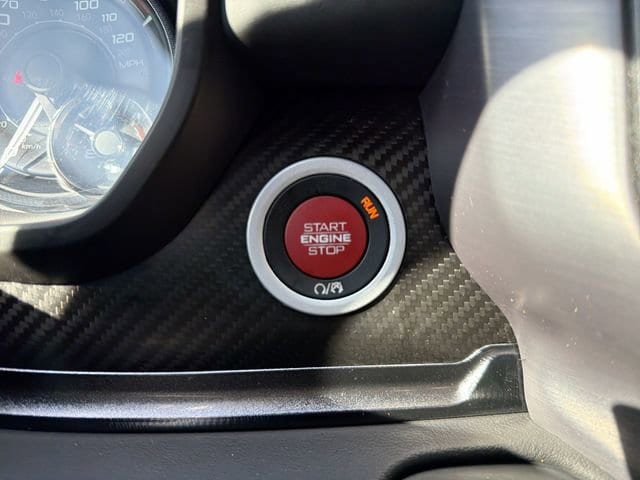 70
100
110
120
MPH
km/h
RUN
START
ENGINE
STOP